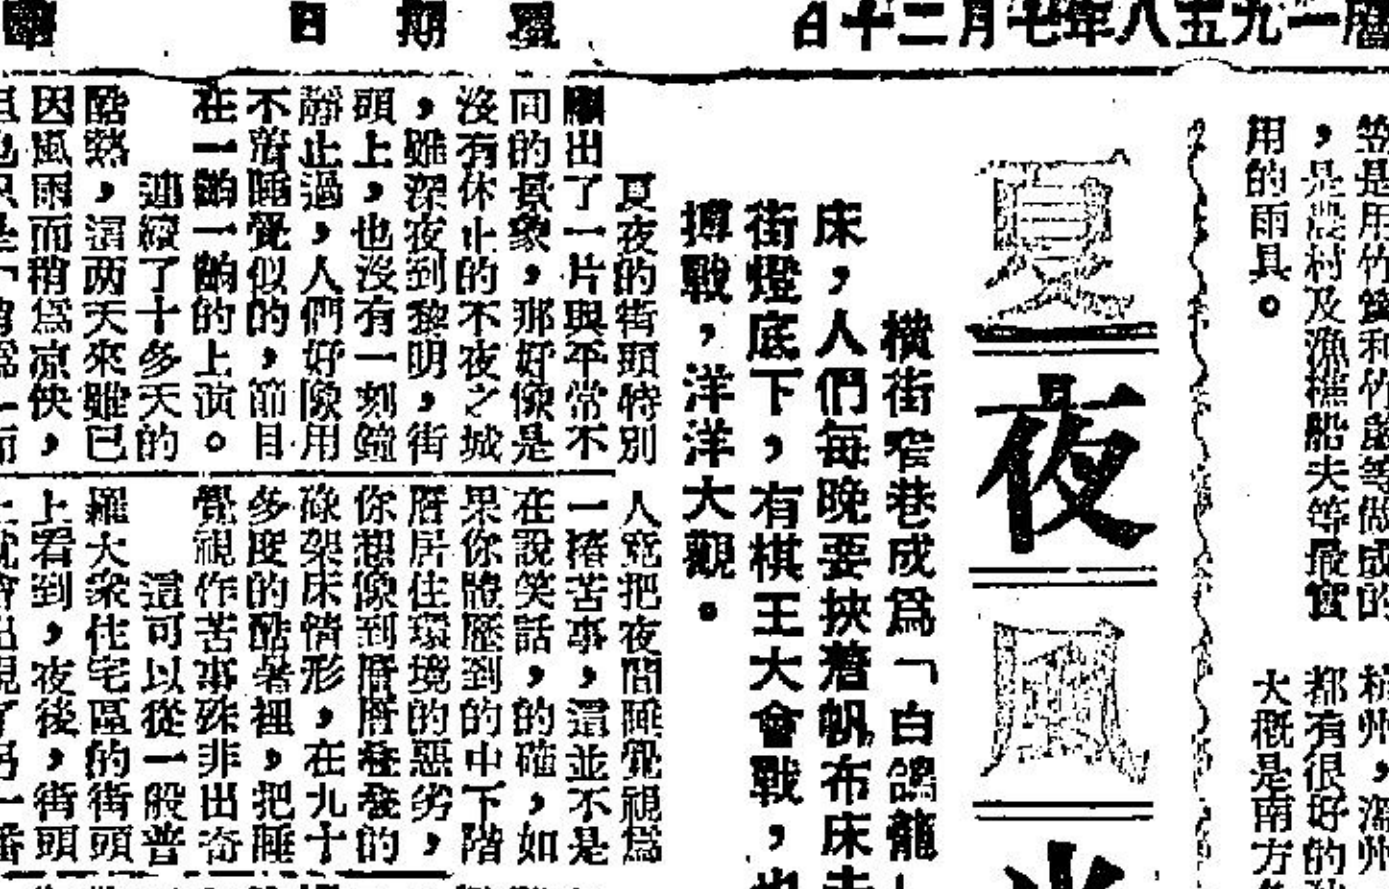 曆一九五八年七月二十日
星期日
笠是用竹篾和竹葉等做成的
，是農村及漁樵船夫等最實
用的雨具。
杭州，溫州
都有很好的
大概是南方
夏夜風光
橫街窄巷成爲「白鴿籠」
床，人們每晚要挾着帆布床去
街燈底下，有棋王大會戰，也
搏戰，洋洋大觀。
夏夜的街頭特別
顯出了一片與平常不
同的景象，那好像是
沒有休止的不夜之城
，雖深夜到黎明，街
頭上，也沒有一刻鐘
靜止過，人們好像用
不着睡覺似的，節目
在一齣一齣的上演。
連續了十多天的
酷熱，這两天來雖已
因風雨而稍爲凉快，
人竟把夜間睡覺視爲
一樁苦事，這並不是
在說笑話，的確，如
果你體歷到的中下階
層居住環境的惡劣，
你想像到層層叠叠的
碌架床情形，在九十
多度的酷暑裡，把睡
覺視作苦事殊非出奇
這可以從一般普
羅大衆住宅區的街頭
上看到，夜後，街頭